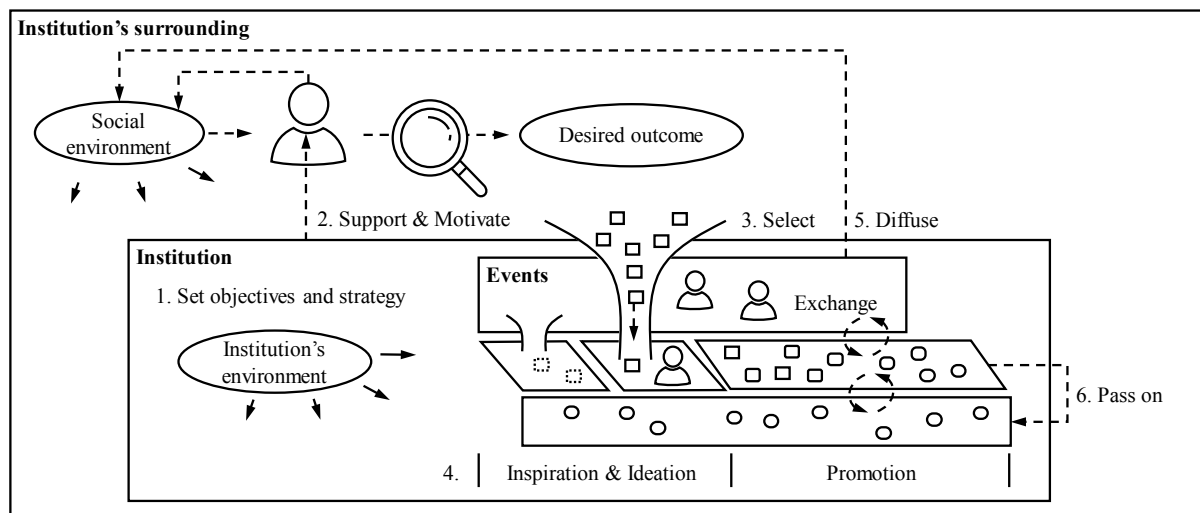 Institution’s surrounding
Social
environment
Desired outcome
2. Support & Motivate
3. Select
5. Diffuse
Institution
Events
1. Set objectives and strategy
Exchange
Institution’s
environment
6. Pass on
4.
Inspiration & Ideation
Promotion